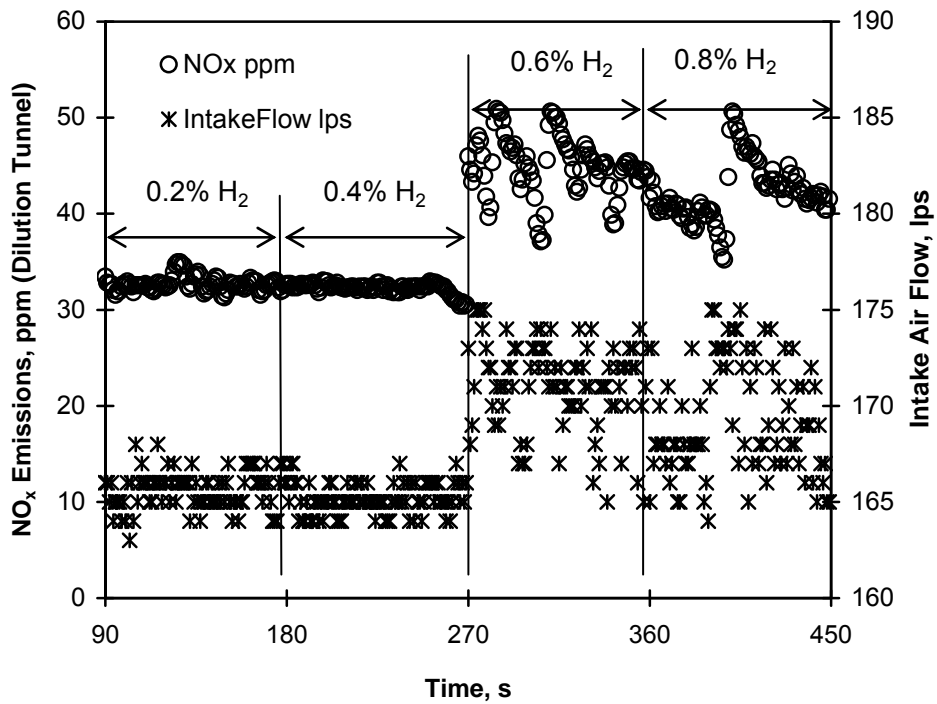 60
50
40
30
20
10
0
190
185
180
175
170
165
160
90
180
270
360
450
NOx ppm
IntakeFlow lps
0.2% H₂
0.4% H₂
0.6% H₂
0.8% H₂
NOₓ Emissions, ppm (Dilution Tunnel)
Intake Air Flow, lps
Time, s